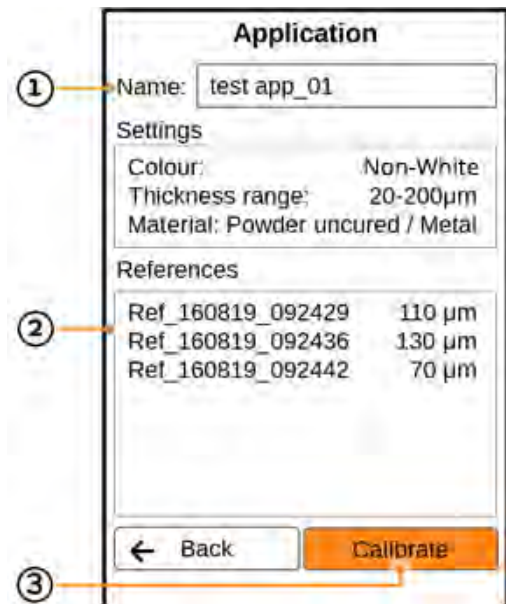 Application
1 Name: test app_01
Settings
Colour: Non-White
Thickness range: 20-200µm
Material: Powder uncured / Metal
References
2 Ref_160819_092429 110 µm
Ref_160819_092436 130 µm
Ref_160819_092442 70 µm
← Back Calibrate
3